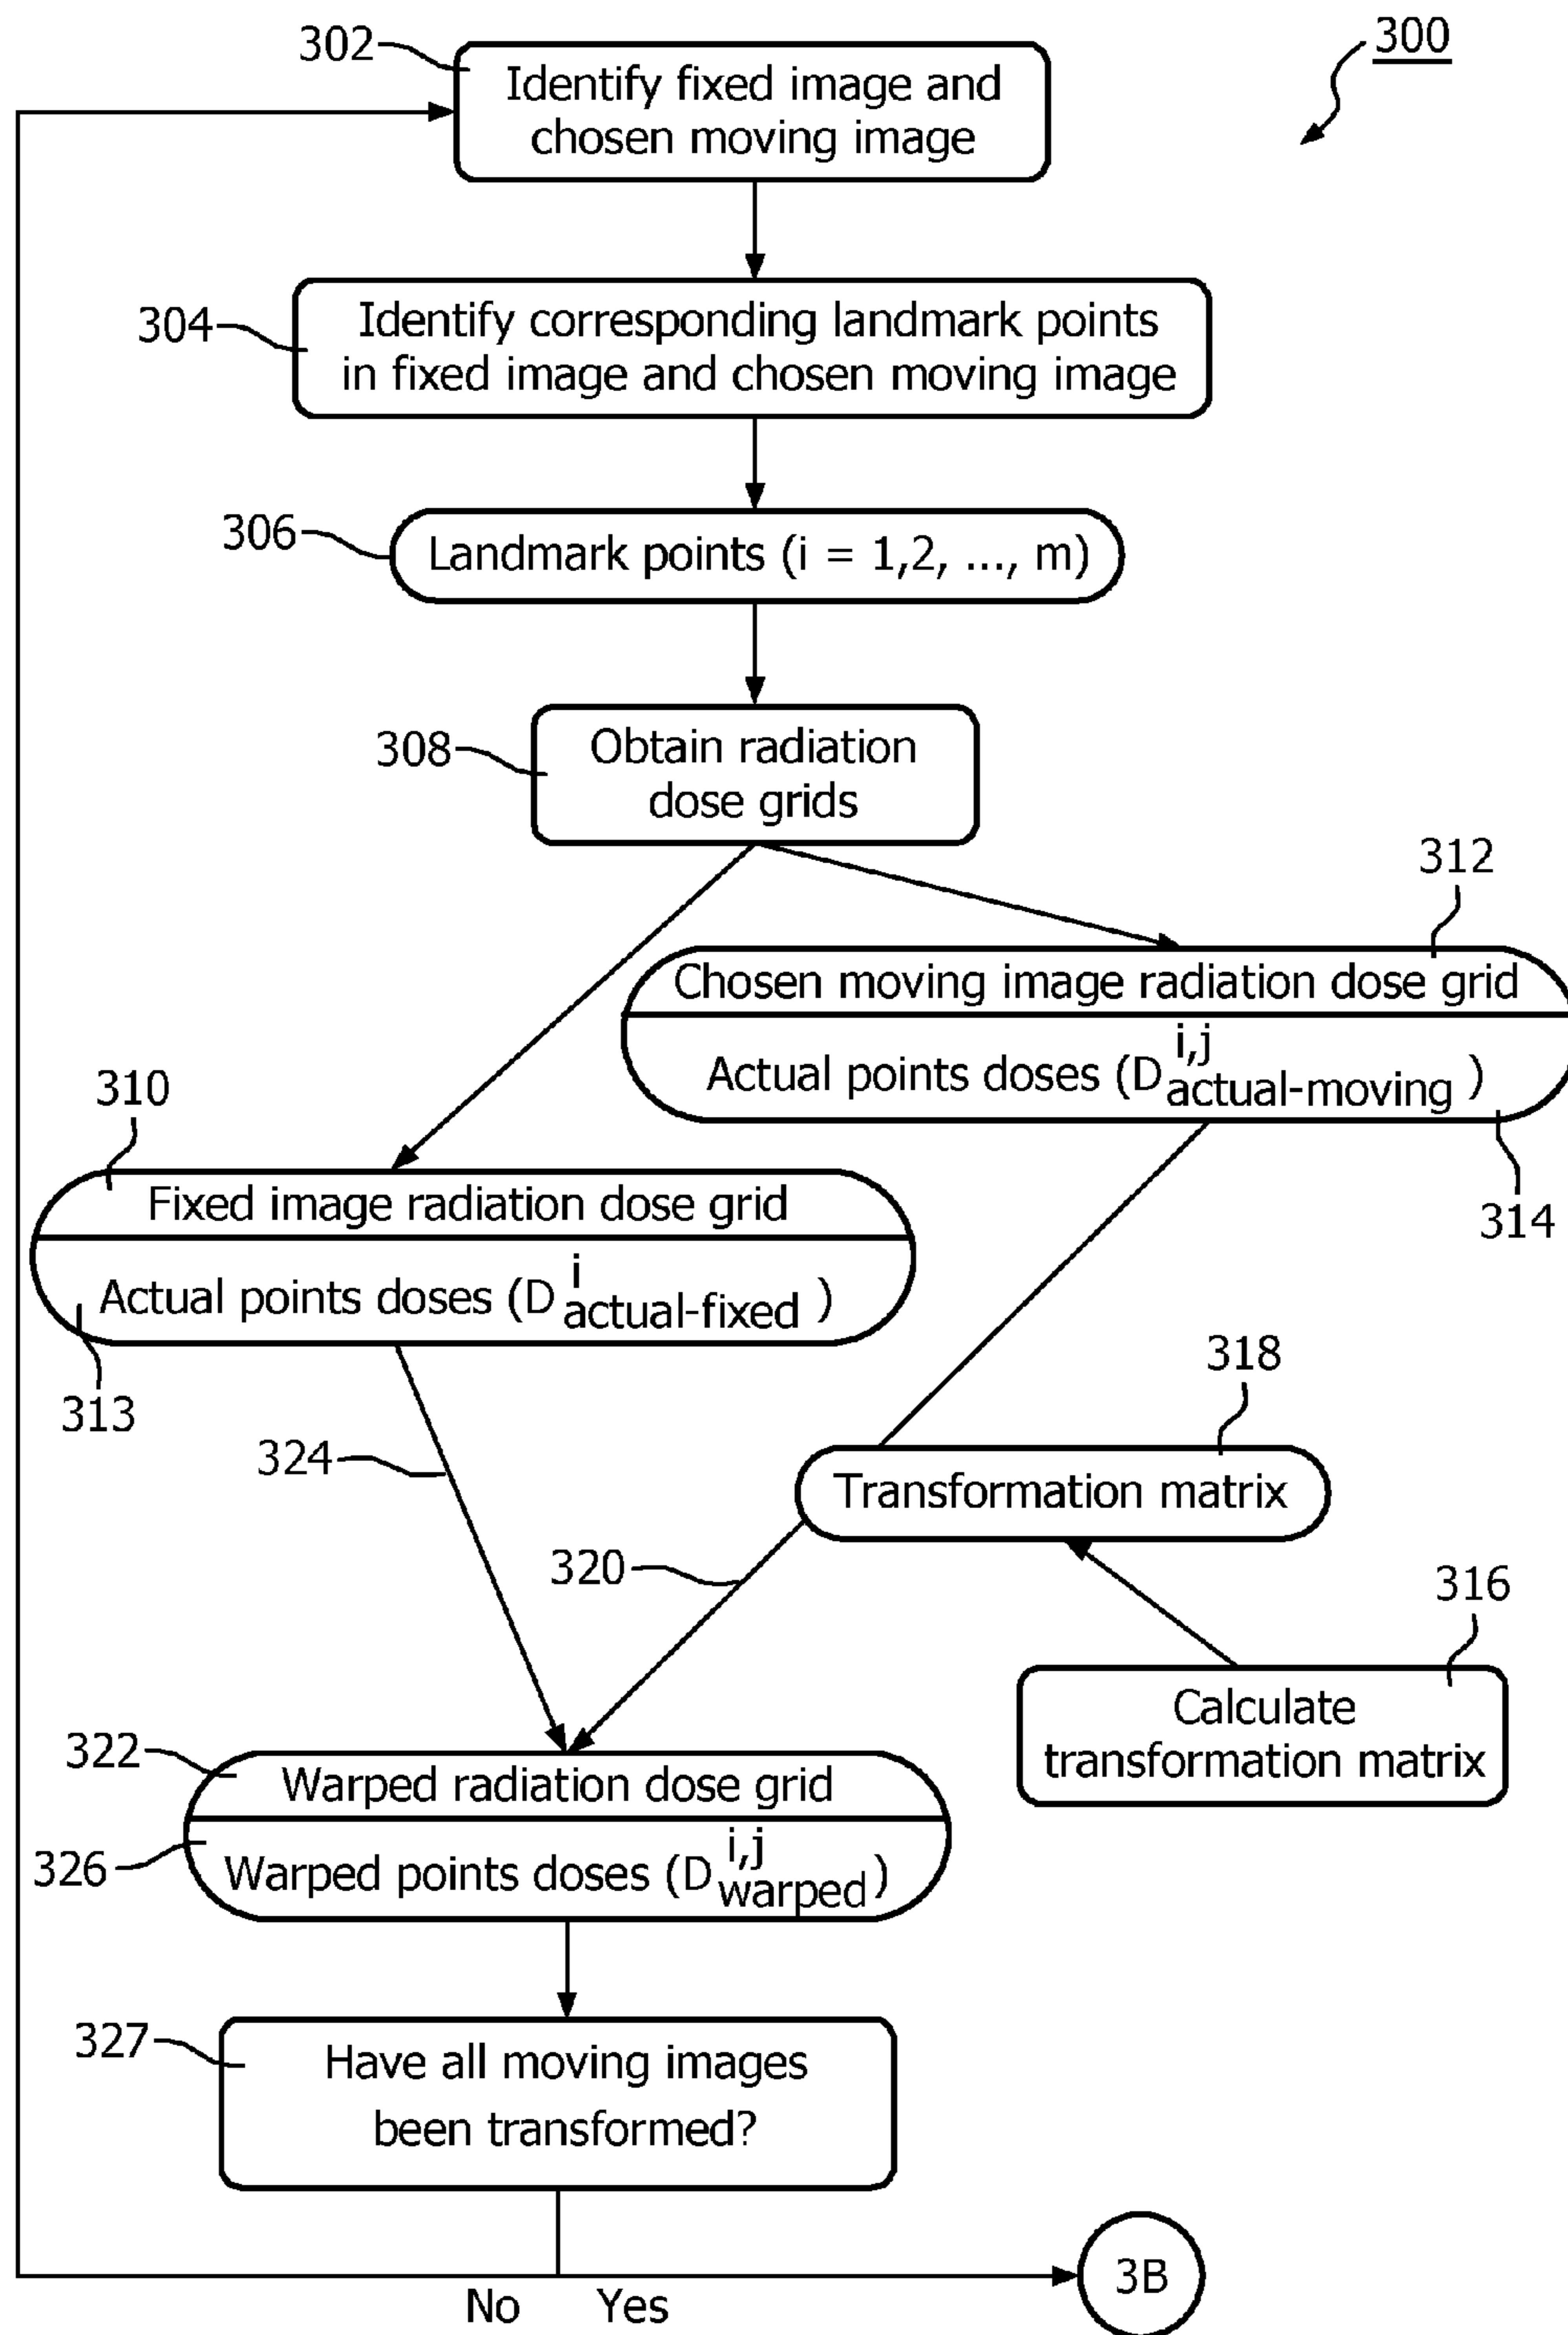 300
302
Identify fixed image and
chosen moving image
304
Identify corresponding landmark points
in fixed image and chosen moving image
306
Landmark points (i = 1,2, ..., m)
308
Obtain radiation
dose grids
312
Chosen moving image radiation dose grid
Actual points doses (D i,j actual-moving )
314
310
Fixed image radiation dose grid
Actual points doses (D i actual-fixed )
313
318
Transformation matrix
324
320
316
Calculate
transformation matrix
322
Warped radiation dose grid
326
Warped points doses (D i,j warped)
327
Have all moving images
been transformed?
No Yes
3B